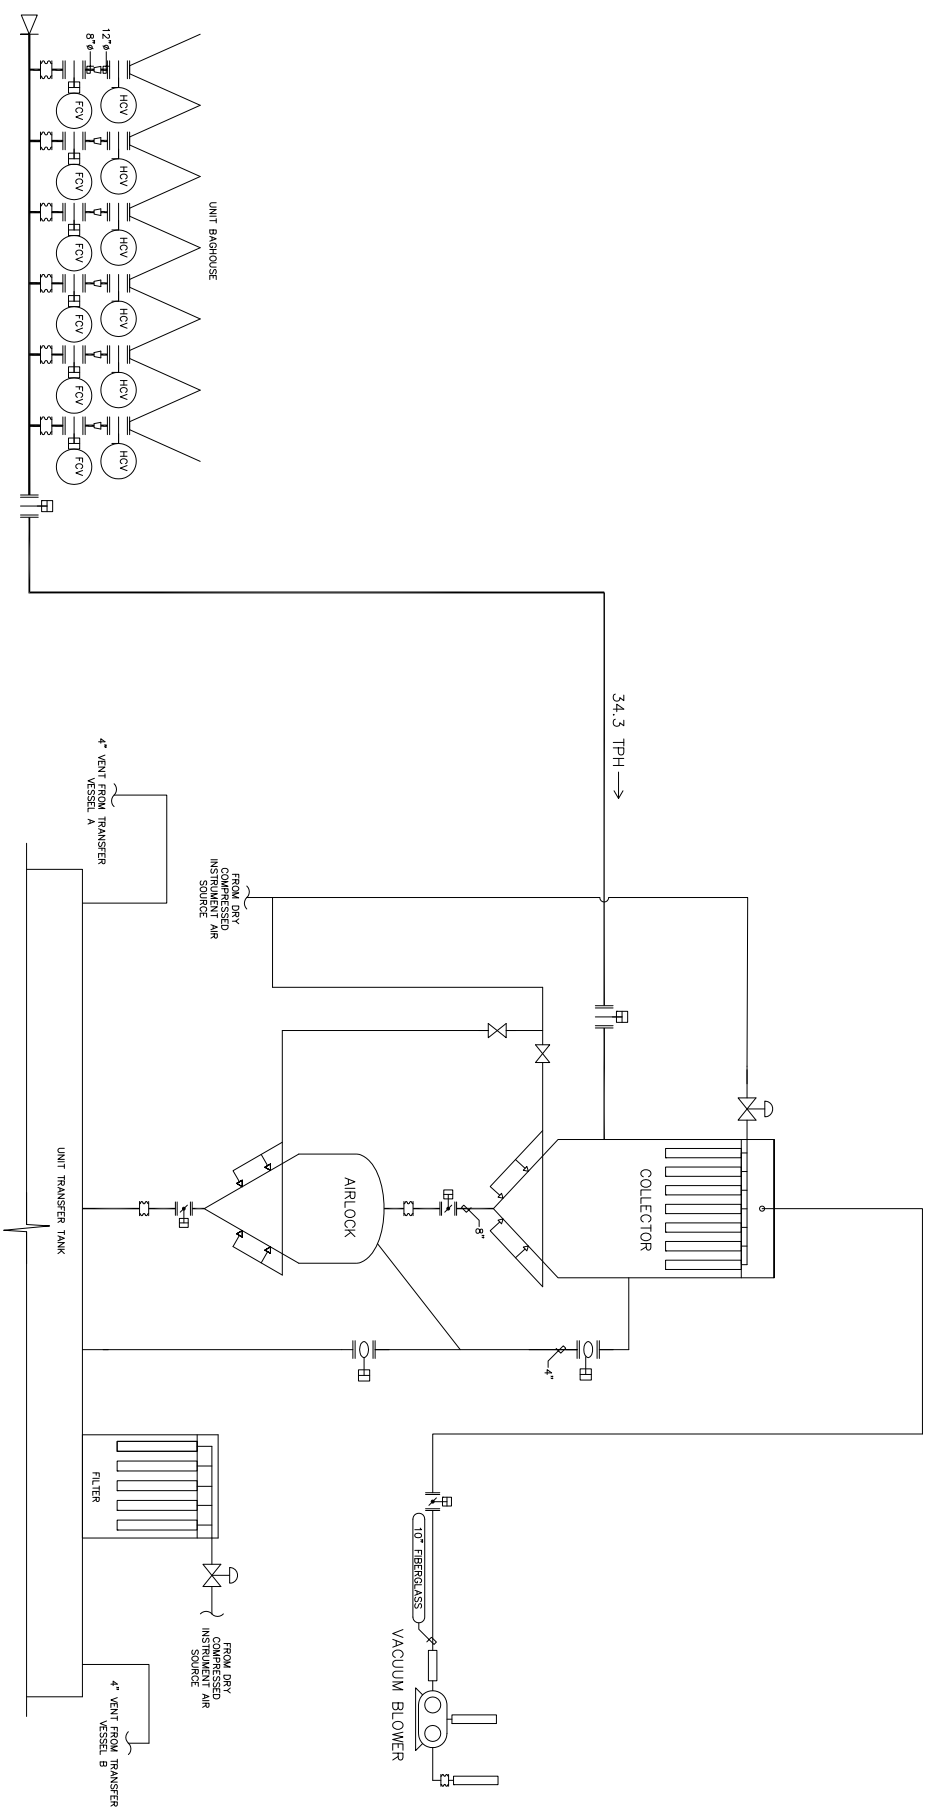 12"ø
8"ø
HCV
FCV
HCV
FCV
HCV
FCV
HCV
FCV
HCV
FCV
HCV
FCV
UNIT BAGHOUSE
34.3 TPH
4" VENT FROM TRANSFER
VESSEL A
FROM DRY
COMPRESSED
INSTRUMENT AIR
SOURCE
COLLECTOR
8"
AIRLOCK
4"
UNIT TRANSFER TANK
FILTER
10" FIBERGLASS
VACUUM BLOWER
FROM DRY
COMPRESSED
INSTRUMENT AIR
SOURCE
4" VENT FROM TRANSFER
VESSEL B